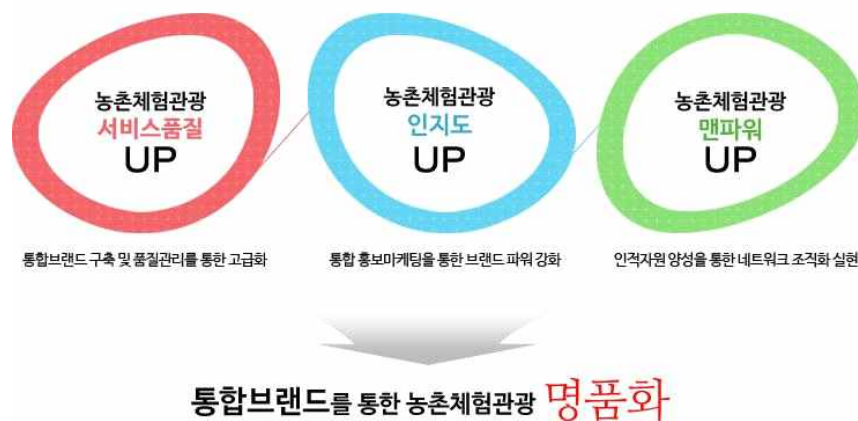 농촌체험관광
서비스품질
UP
농촌체험관광
인지도
UP
농촌체험관광
맨파워
UP
통합브랜드 구축 및 품질관리를 통한 고급화
통합 홍보마케팅을 통한 브랜드 파워 강화
인적자원 양성을 통한 네트워크 조직화 실현
통합브랜드를 통한 농촌체험관광 명품화